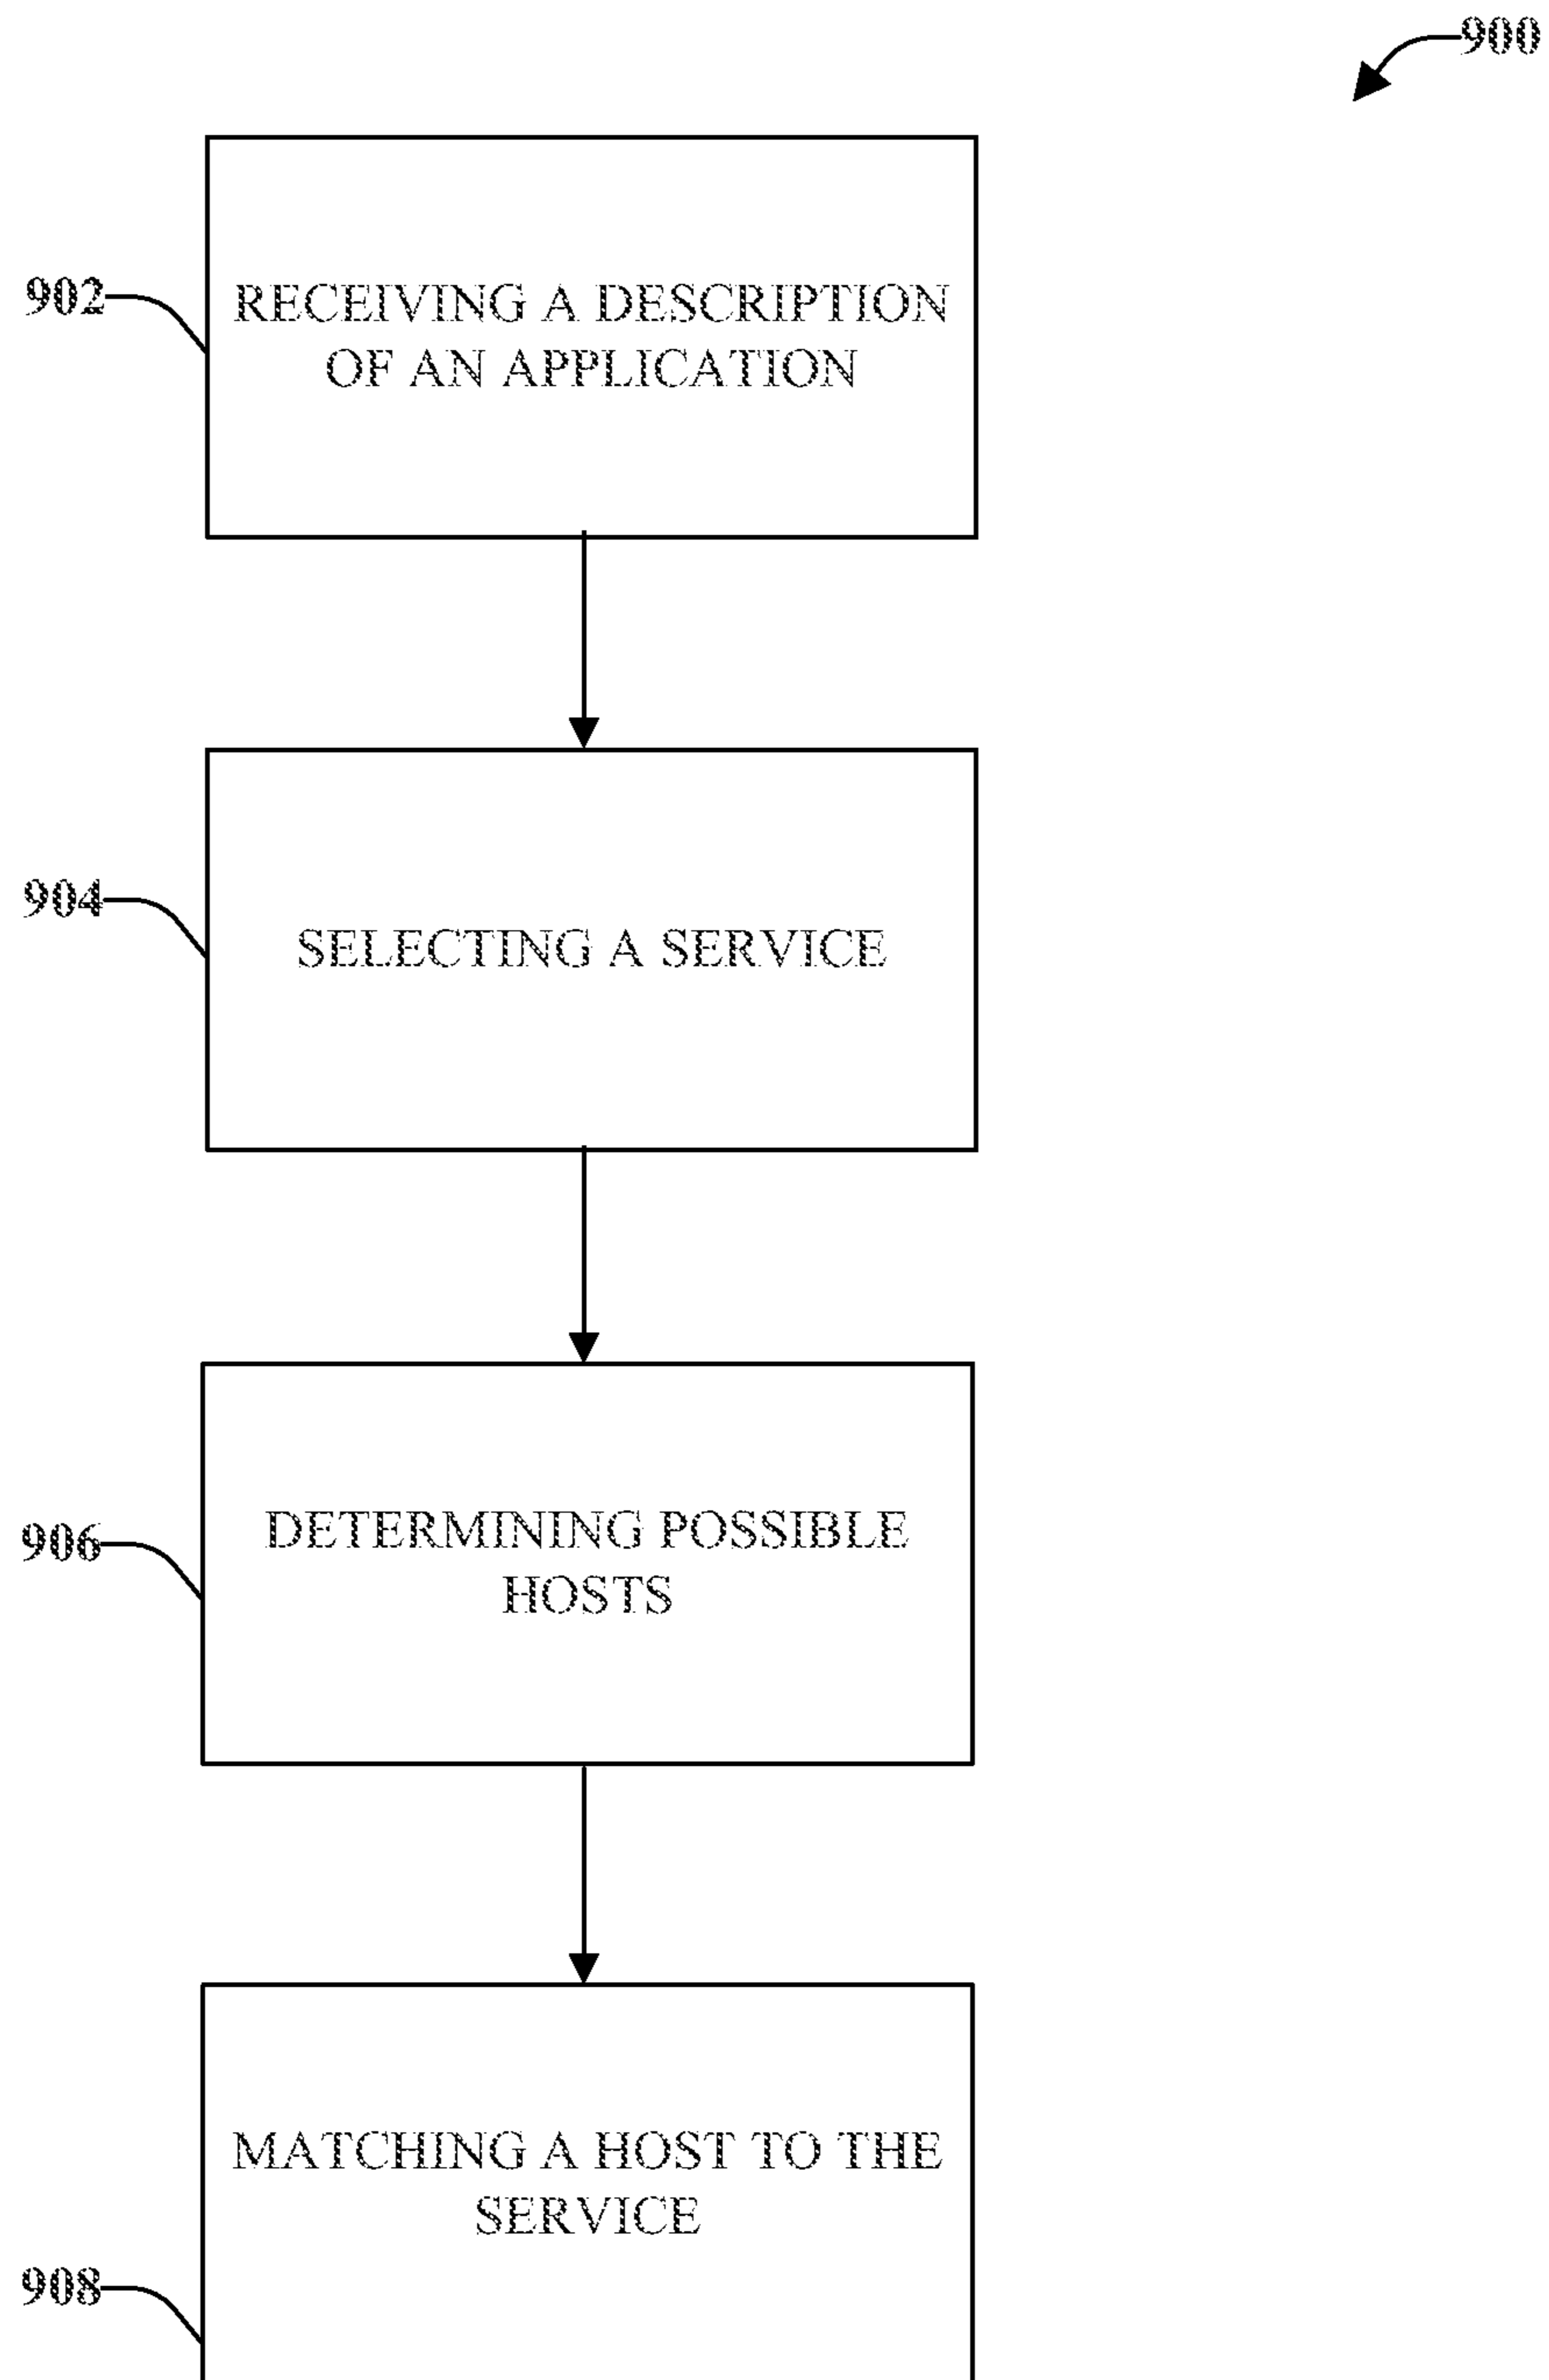 900
902
RECEIVING A DESCRIPTION
OF AN APPLICATION
904
SELECTING A SERVICE
906
DETERMINING POSSIBLE
HOSTS
MATCHING A HOST TO THE
SERVICE
908